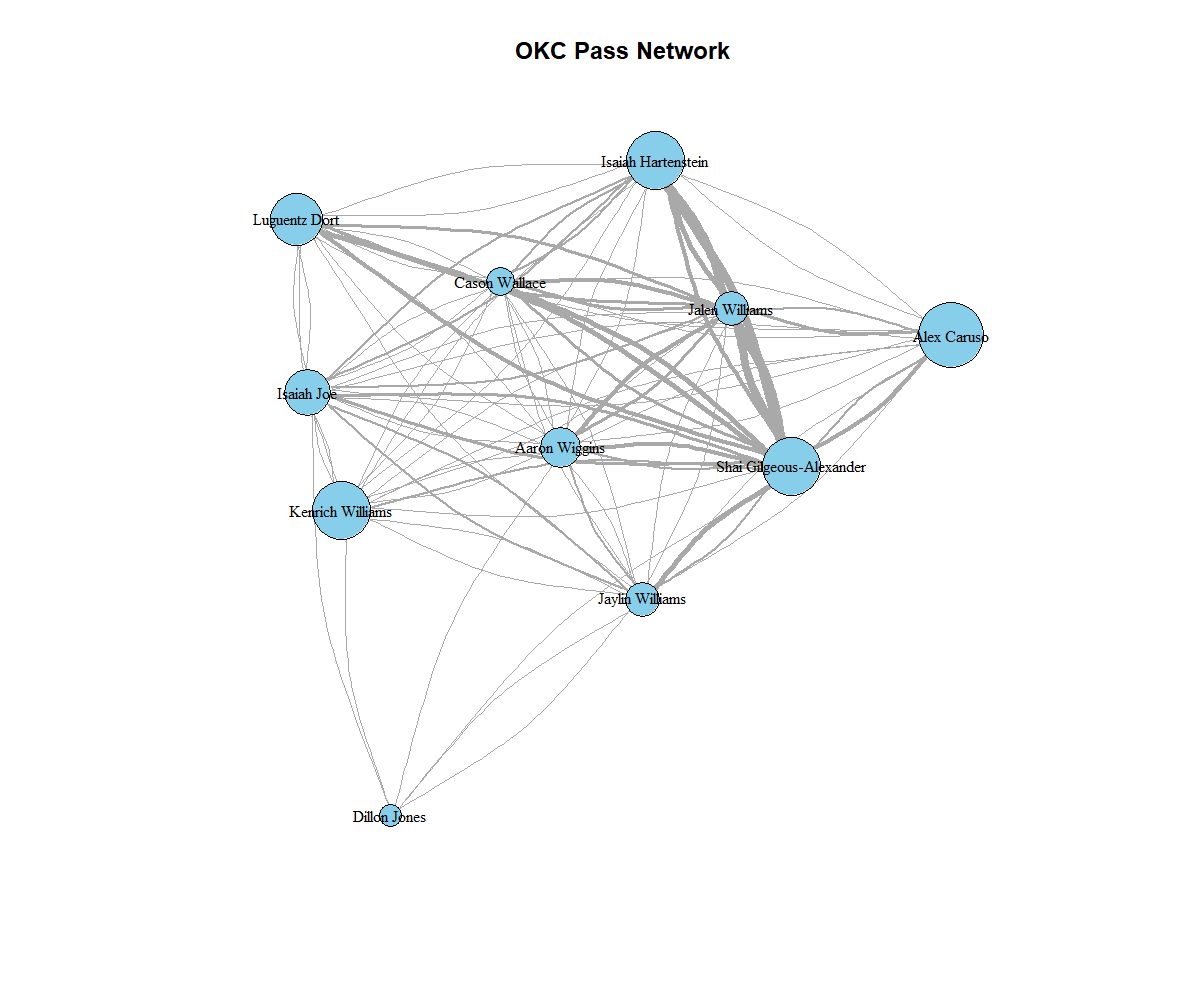 OKC Pass Network
Isaiah Hartenstein
Luguentz Dort
Cason Wallace
Jalen Williams
Alex Caruso
Isaiah Joe
Aaron Wiggins
Shai Gilgeous-Alexander
Kenrich Williams
Jaylin Williams
Dillon Jones